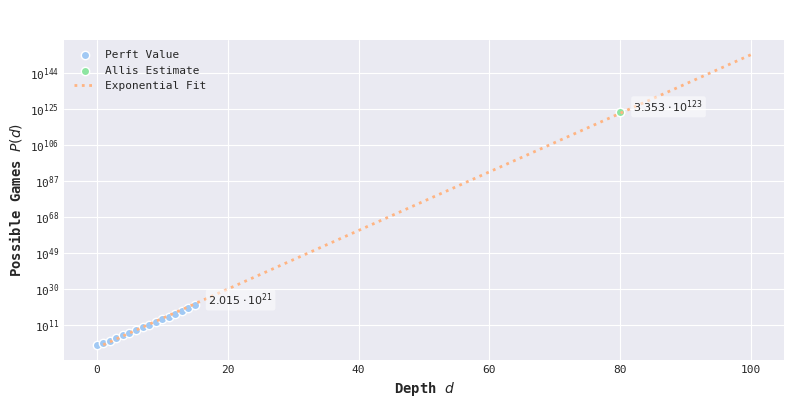 Perft Value
Allis Estimate
Exponential Fit
10^144
10^125
10^106
10^87
10^68
10^49
10^30
10^11
Possible Games P(d)
3.353 · 10^123
2.015 · 10^21
0 20 40 60 80 100
Depth d